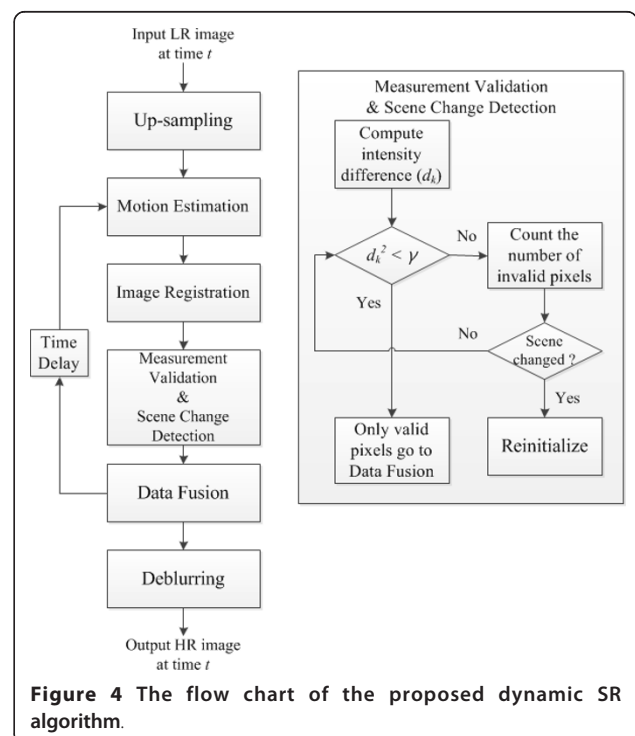 Input LR image
at time t
Up-sampling
Motion Estimation
Image Registration
Time
Delay
Measurement
Validation
&
Scene Change
Detection
Data Fusion
Deblurring
Output HR image
at time t
Measurement Validation
& Scene Change Detection
Compute
intensity
difference (dₖ)
dₖ² < γ
No
Count the
number of
invalid pixels
Yes
No
Scene
changed ?
Yes
Only valid
pixels go to
Data Fusion
Reinitialize
Figure 4 The flow chart of the proposed dynamic SR
algorithm.